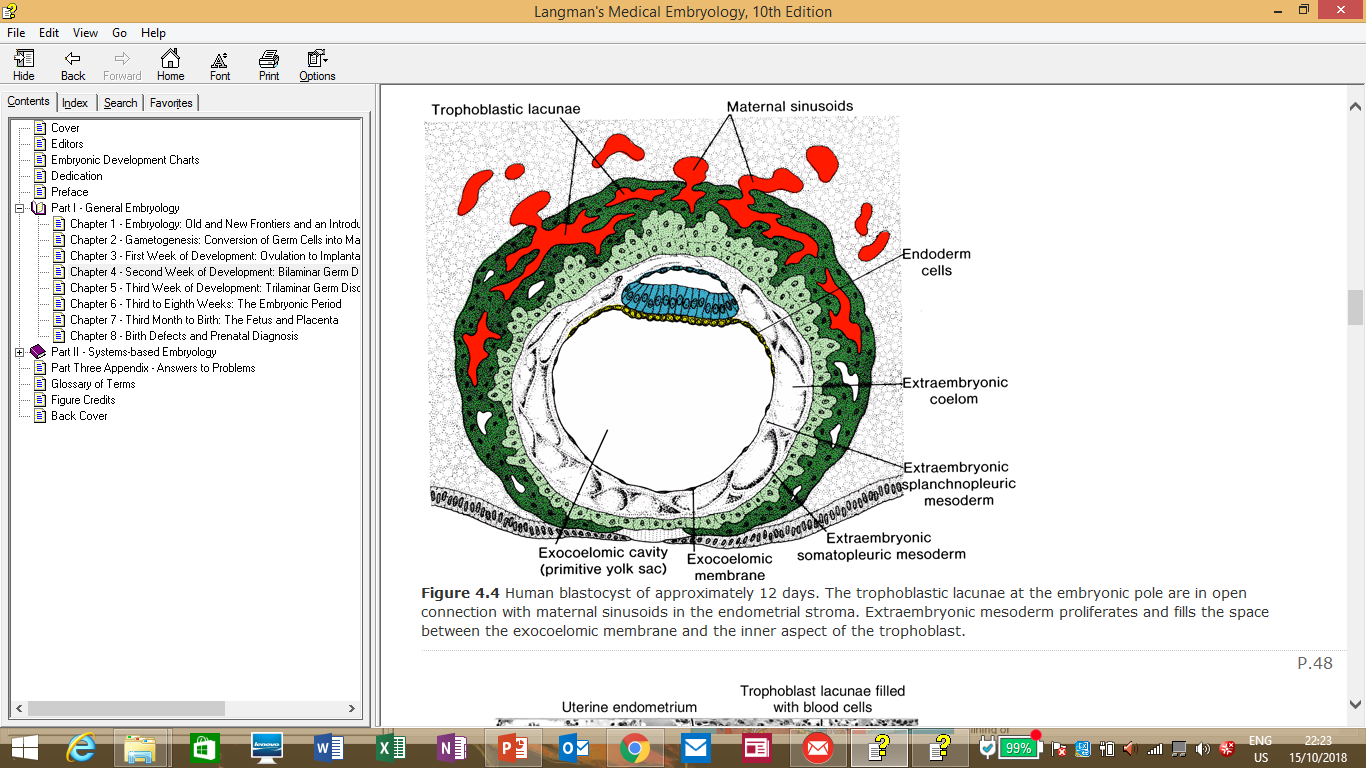 Langman's Medical Embryology, 10th Edition
File Edit View Go Help
Hide Back Forward Home Font Print Options
Contents Index Search Favorites
Cover
Editors
Embryonic Development Charts
Dedication
Preface
Part I - General Embryology
Chapter 1 - Embryology: Old and New Frontiers and an Introdu
Chapter 2 - Gametogenesis: Conversion of Germ Cells into Ma
Chapter 3 - First Week of Development: Ovulation to Implanta
Chapter 4 - Second Week of Development: Bilaminar Germ D
Chapter 5 - Third Week of Development: Trilaminar Germ Disc
Chapter 6 - Third to Eighth Weeks: The Embryonic Period
Chapter 7 - Third Month to Birth: The Fetus and Placenta
Chapter 8 - Birth Defects and Prenatal Diagnosis
Part II - Systems-based Embryology
Part Three Appendix - Answers to Problems
Glossary of Terms
Figure Credits
Back Cover
Trophoblastic lacunae
Maternal sinusoids
Endoderm
cells
Extraembryonic
coelom
Extraembryonic
splanchnopleuric
mesoderm
Extraembryonic
somatopleuric mesoderm
Exocoelomic cavity
(primitive yolk sac)
Exocoelomic
membrane
Figure 4.4 Human blastocyst of approximately 12 days. The trophoblastic lacunae at the embryonic pole are in open
connection with maternal sinusoids in the endometrial stroma. Extraembryonic mesoderm proliferates and fills the space
between the exocoelomic membrane and the inner aspect of the trophoblast.
P.48
Uterine endometrium
Trophoblast lacunae filled
with blood cells
lining of
lenovo
99%
ENG
US
22:23
15/10/2018